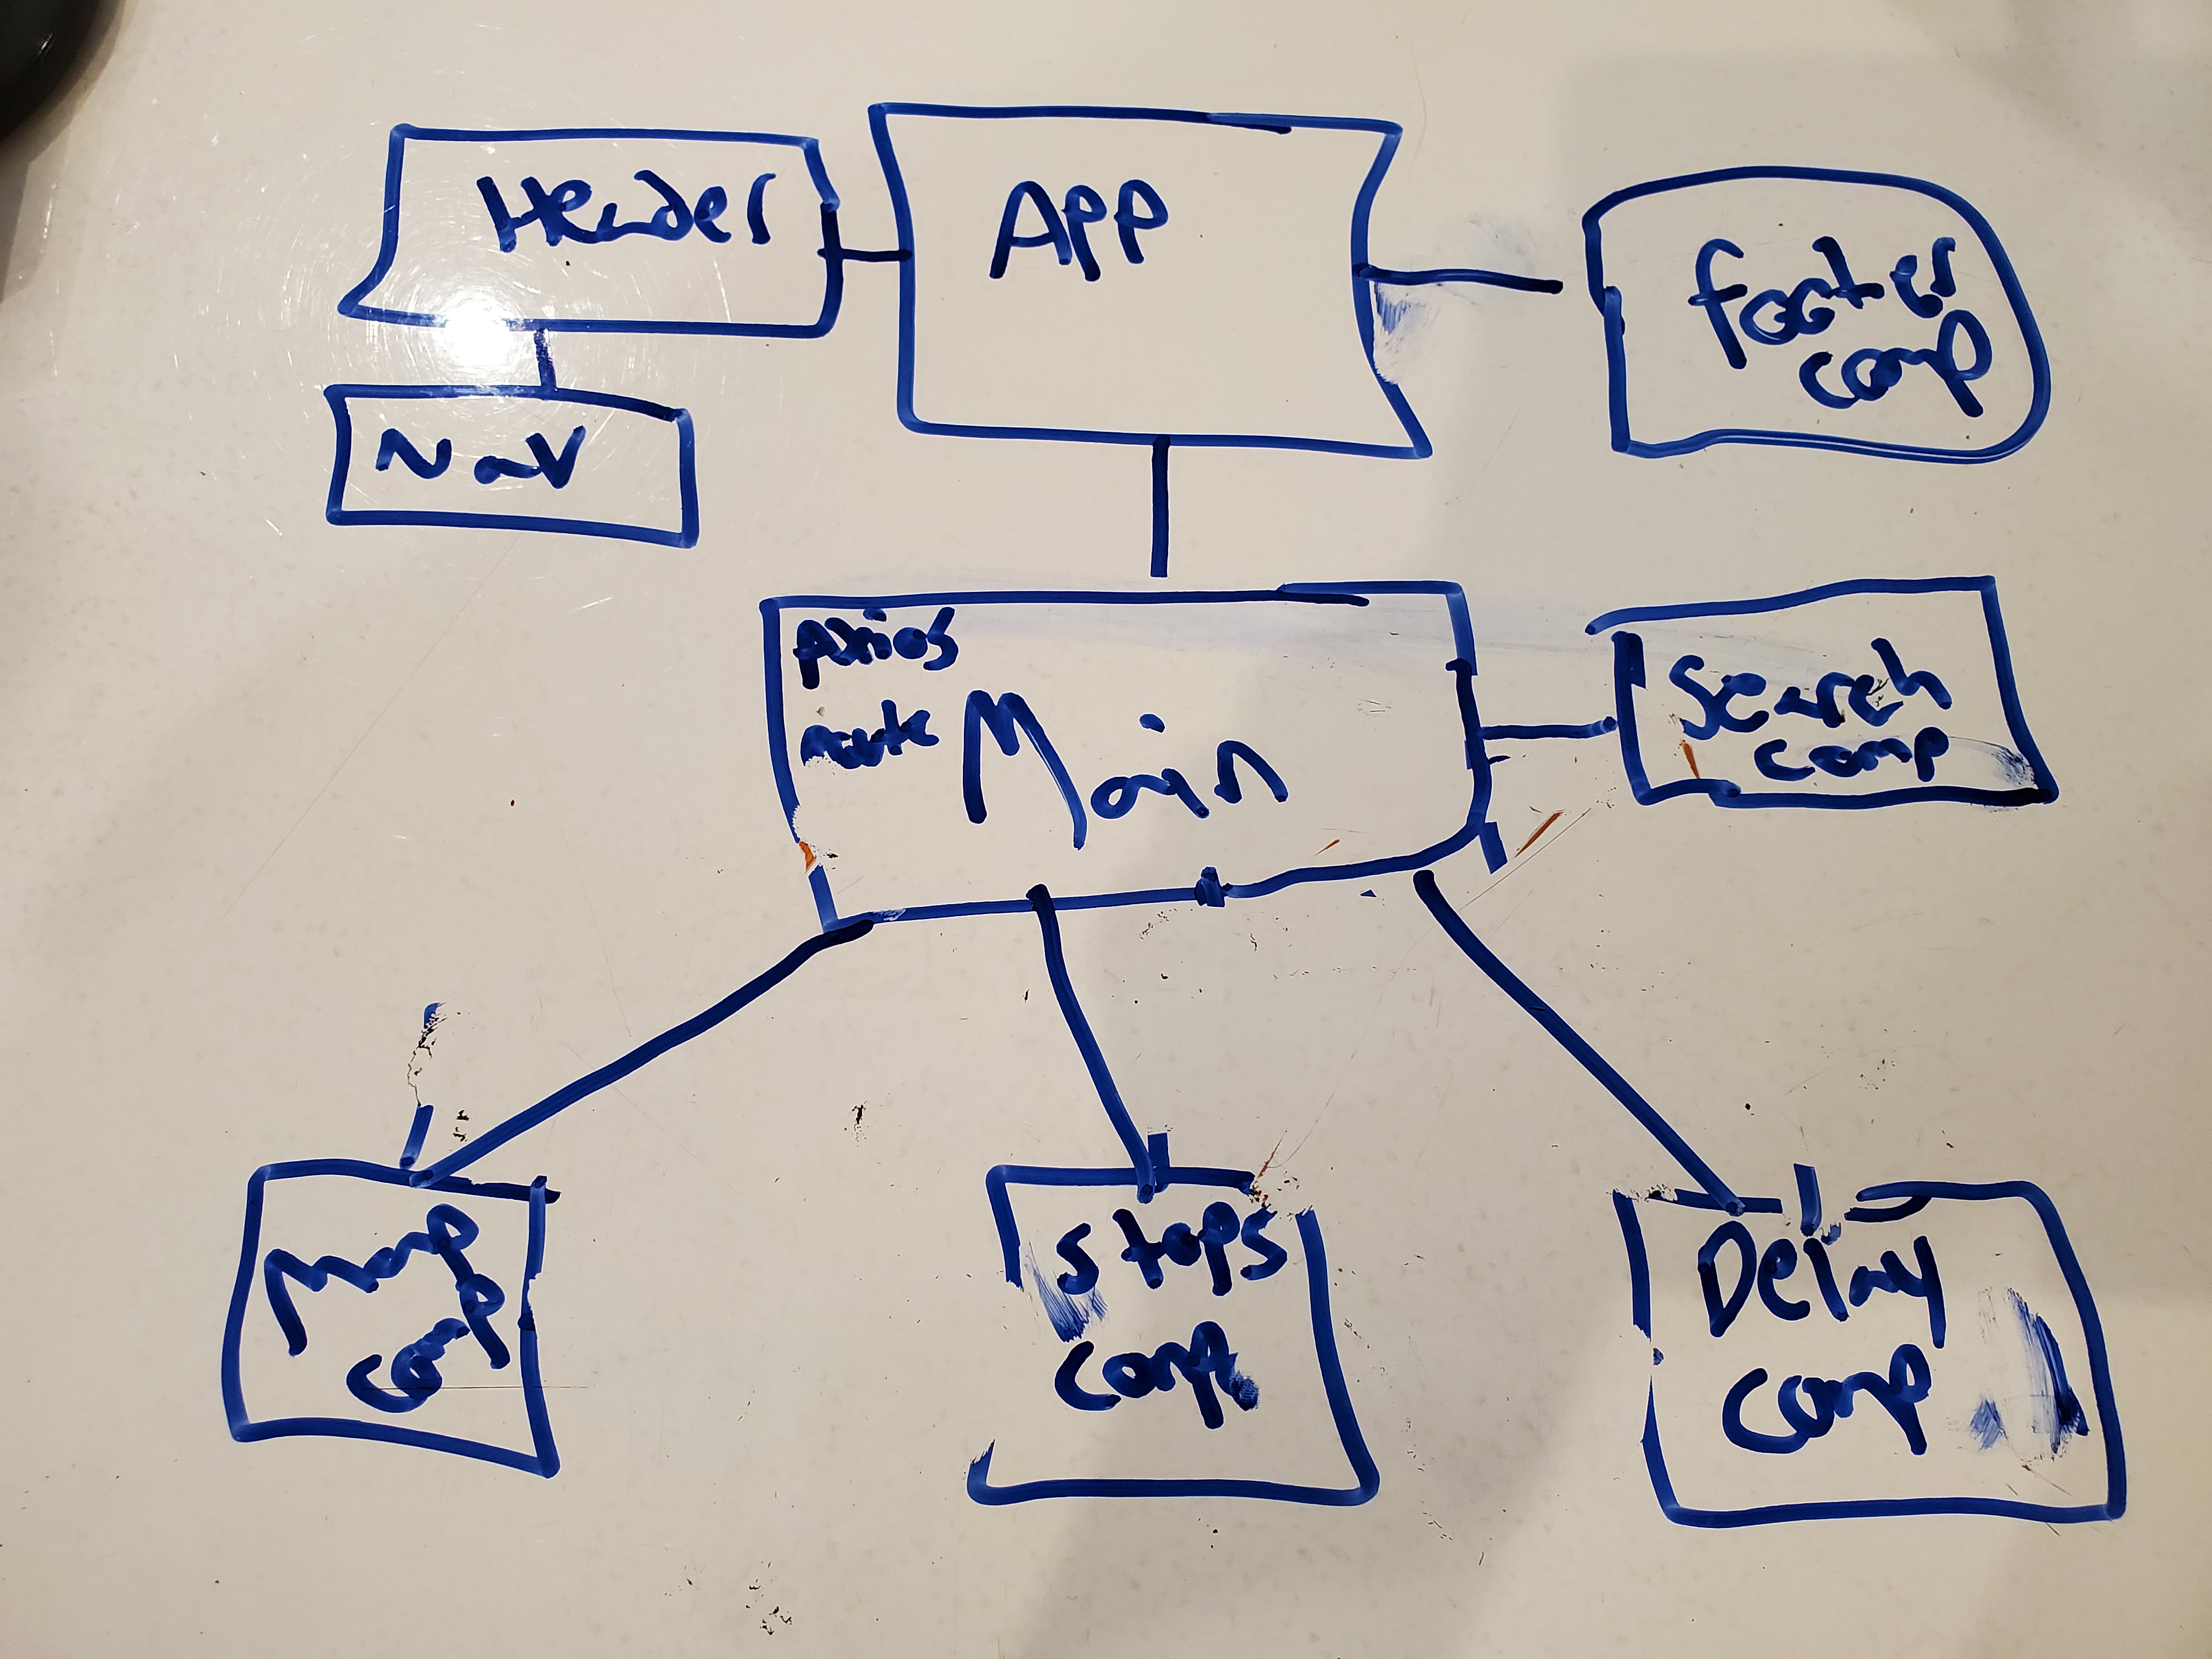 Header
App
footer
comp
Nav
Axios
route
Main
Search
comp
Map
comp
stops
comp
Delay
comp